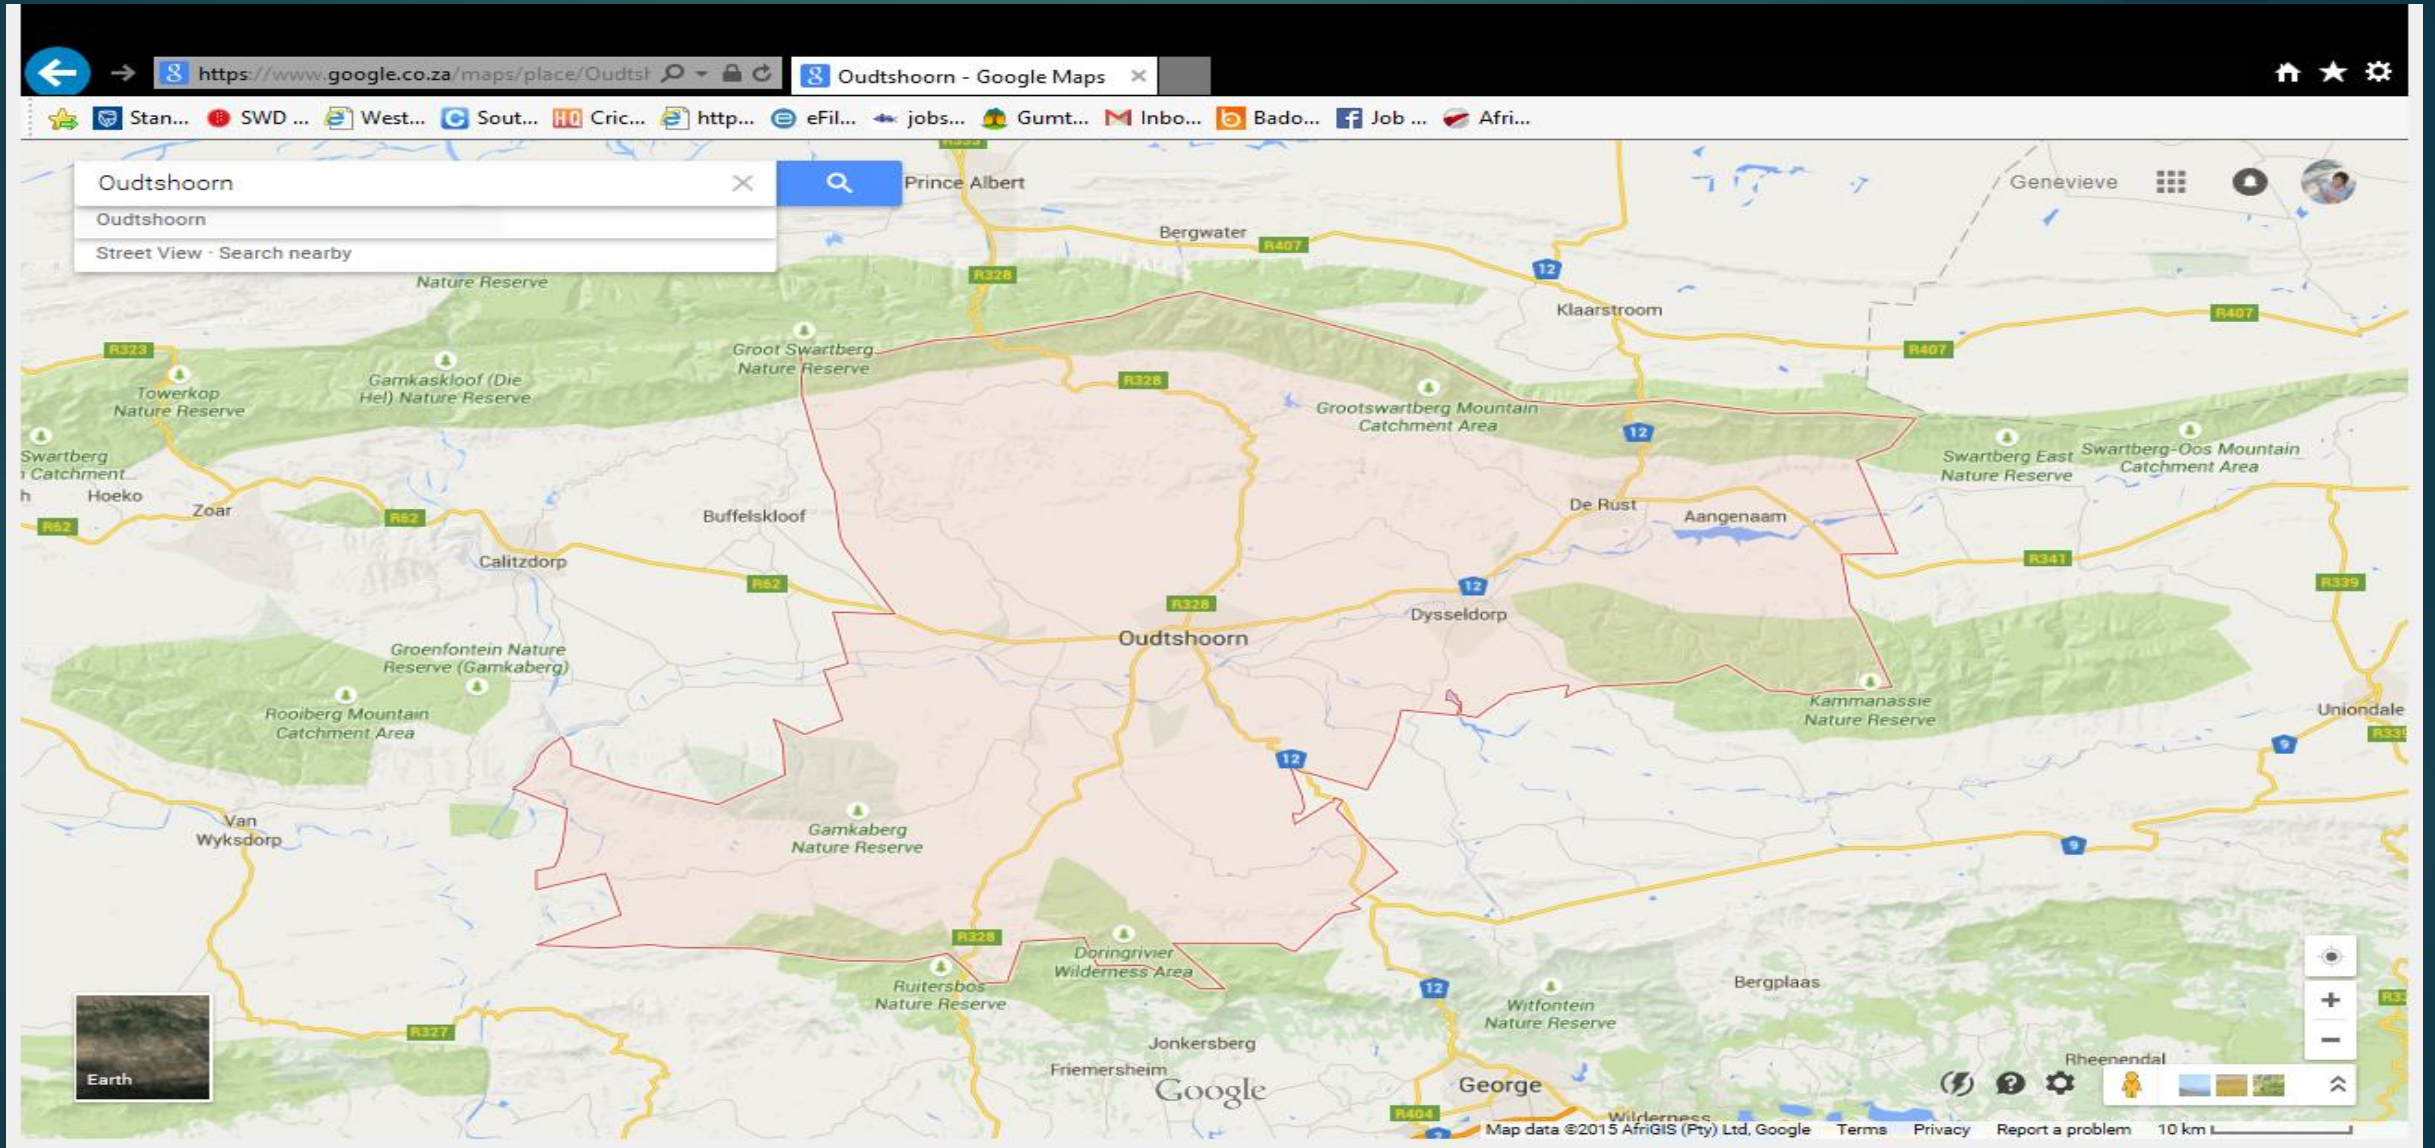 https://www.google.co.za/maps/place/Oudtsh
Oudtshoorn - Google Maps
Stan... SWD ... West... Sout... Cric... http... eFil... jobs... Gumt... Inbo... Bado... Job ... Afri...
Oudtshoorn
Oudtshoorn
Street View · Search nearby
Genevieve
Prince Albert
Bergwater
R407
12
R328
Nature Reserve
Klaarstroom
R407
R407
R323
Groot Swartberg
Nature Reserve
Gamkaskloof (Die
Hel) Nature Reserve
Towerkop
Nature Reserve
R328
Grootswartberg Mountain
Catchment Area
12
Swartberg
Catchment
Swartberg East
Nature Reserve
Swartberg-Oos Mountain
Catchment Area
Hoeko
Zoar
R62
R62
Buffelskloof
De Rust
Aangenaam
Calitzdorp
R62
R341
R339
12
R328
Dysseldorp
Oudtshoorn
Groenfontein Nature
Reserve (Gamkaberg)
Rooiberg Mountain
Catchment Area
Kammanassie
Nature Reserve
Uniondale
R339
9
12
Van
Wyksdorp
Gamkaberg
Nature Reserve
9
R328
Doringrivier
Wilderness Area
Ruitersbos
Nature Reserve
12
Witfontein
Nature Reserve
Bergplaas
R327
Jonkersberg
Friemersheim
Google
George
Rheenendal
Earth
R404
Wilderness
Map data ©2015 AfriGIS (Pty) Ltd, Google Terms Privacy Report a problem 10 km